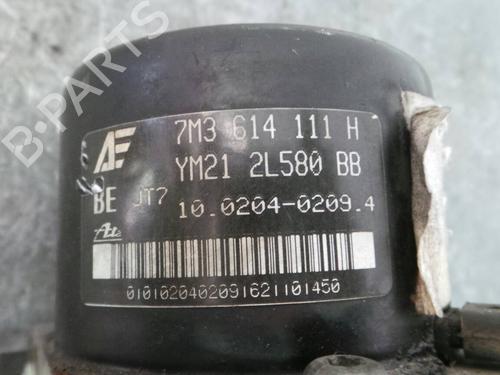 B-PARTS
7M3 614 111 H
YM21 2L580 BB
BE JT7 10.0204-0209.4
Ate
0101020402091621101450